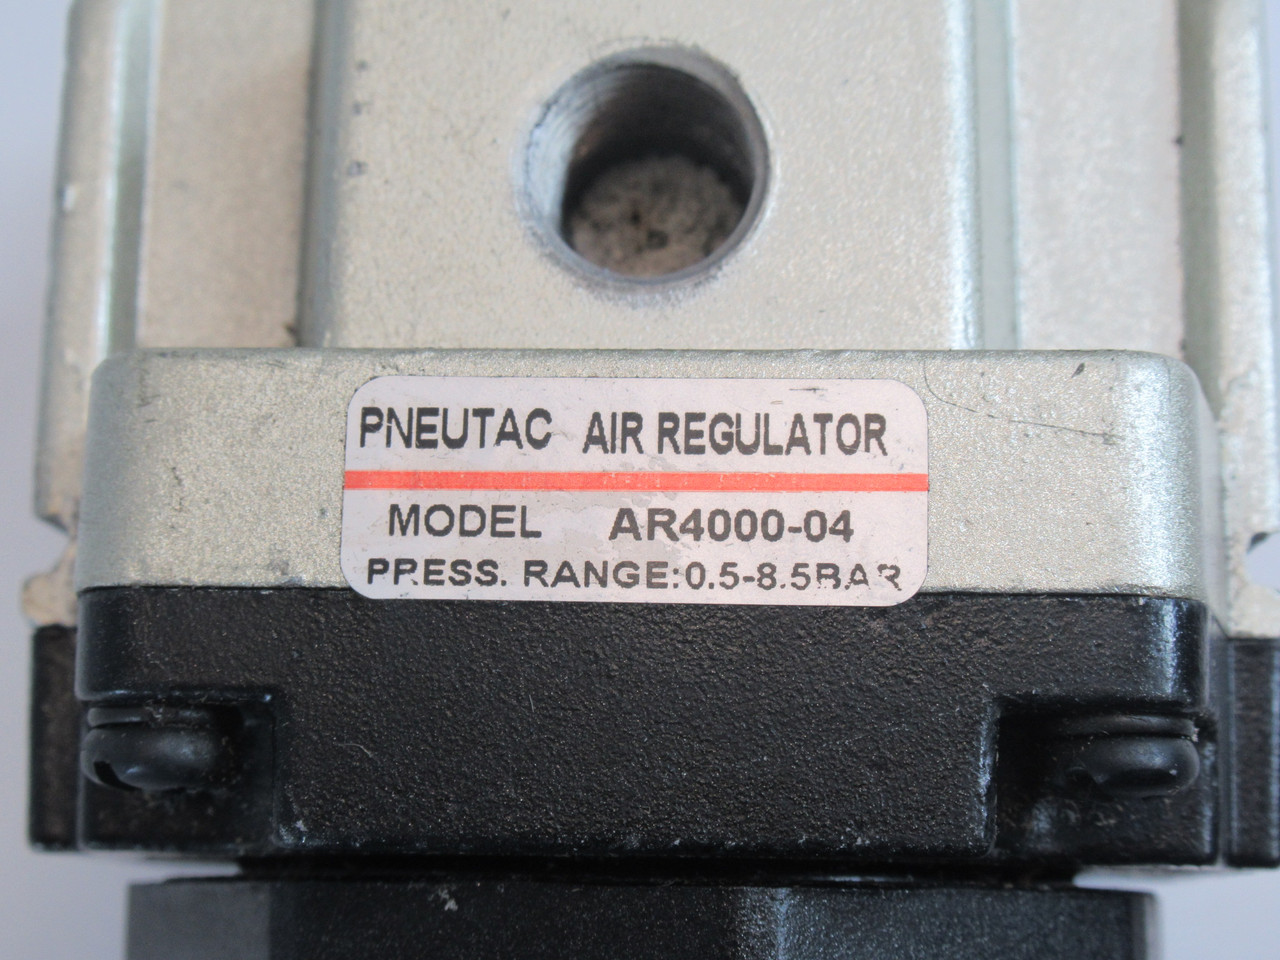 PNEUTAC AIR REGULATOR
MODEL AR4000-04
PRESS. RANGE:0.5-8.5BAR